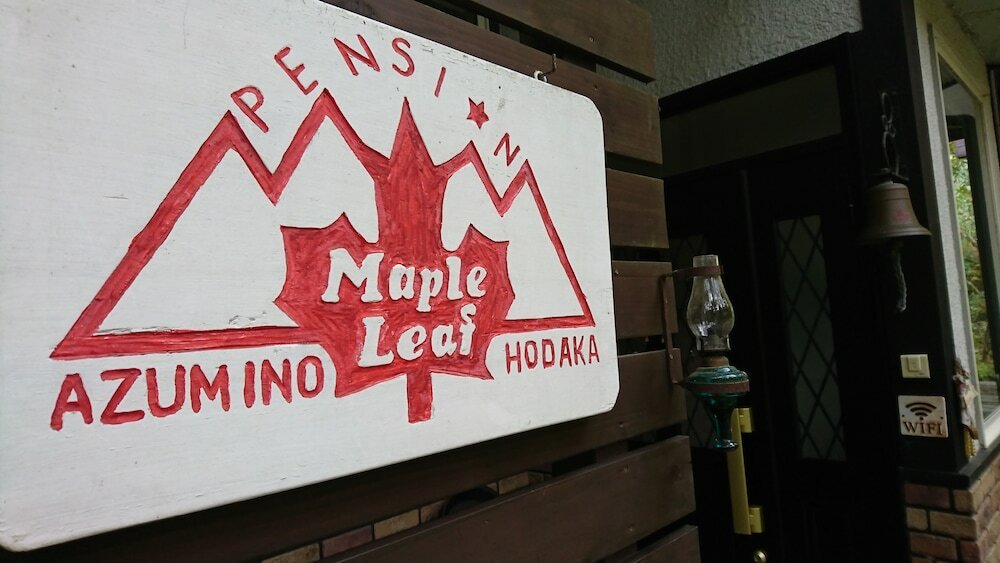 PENSI★N
Maple
Leaf
AZUMINO
HODAKA
WiFi